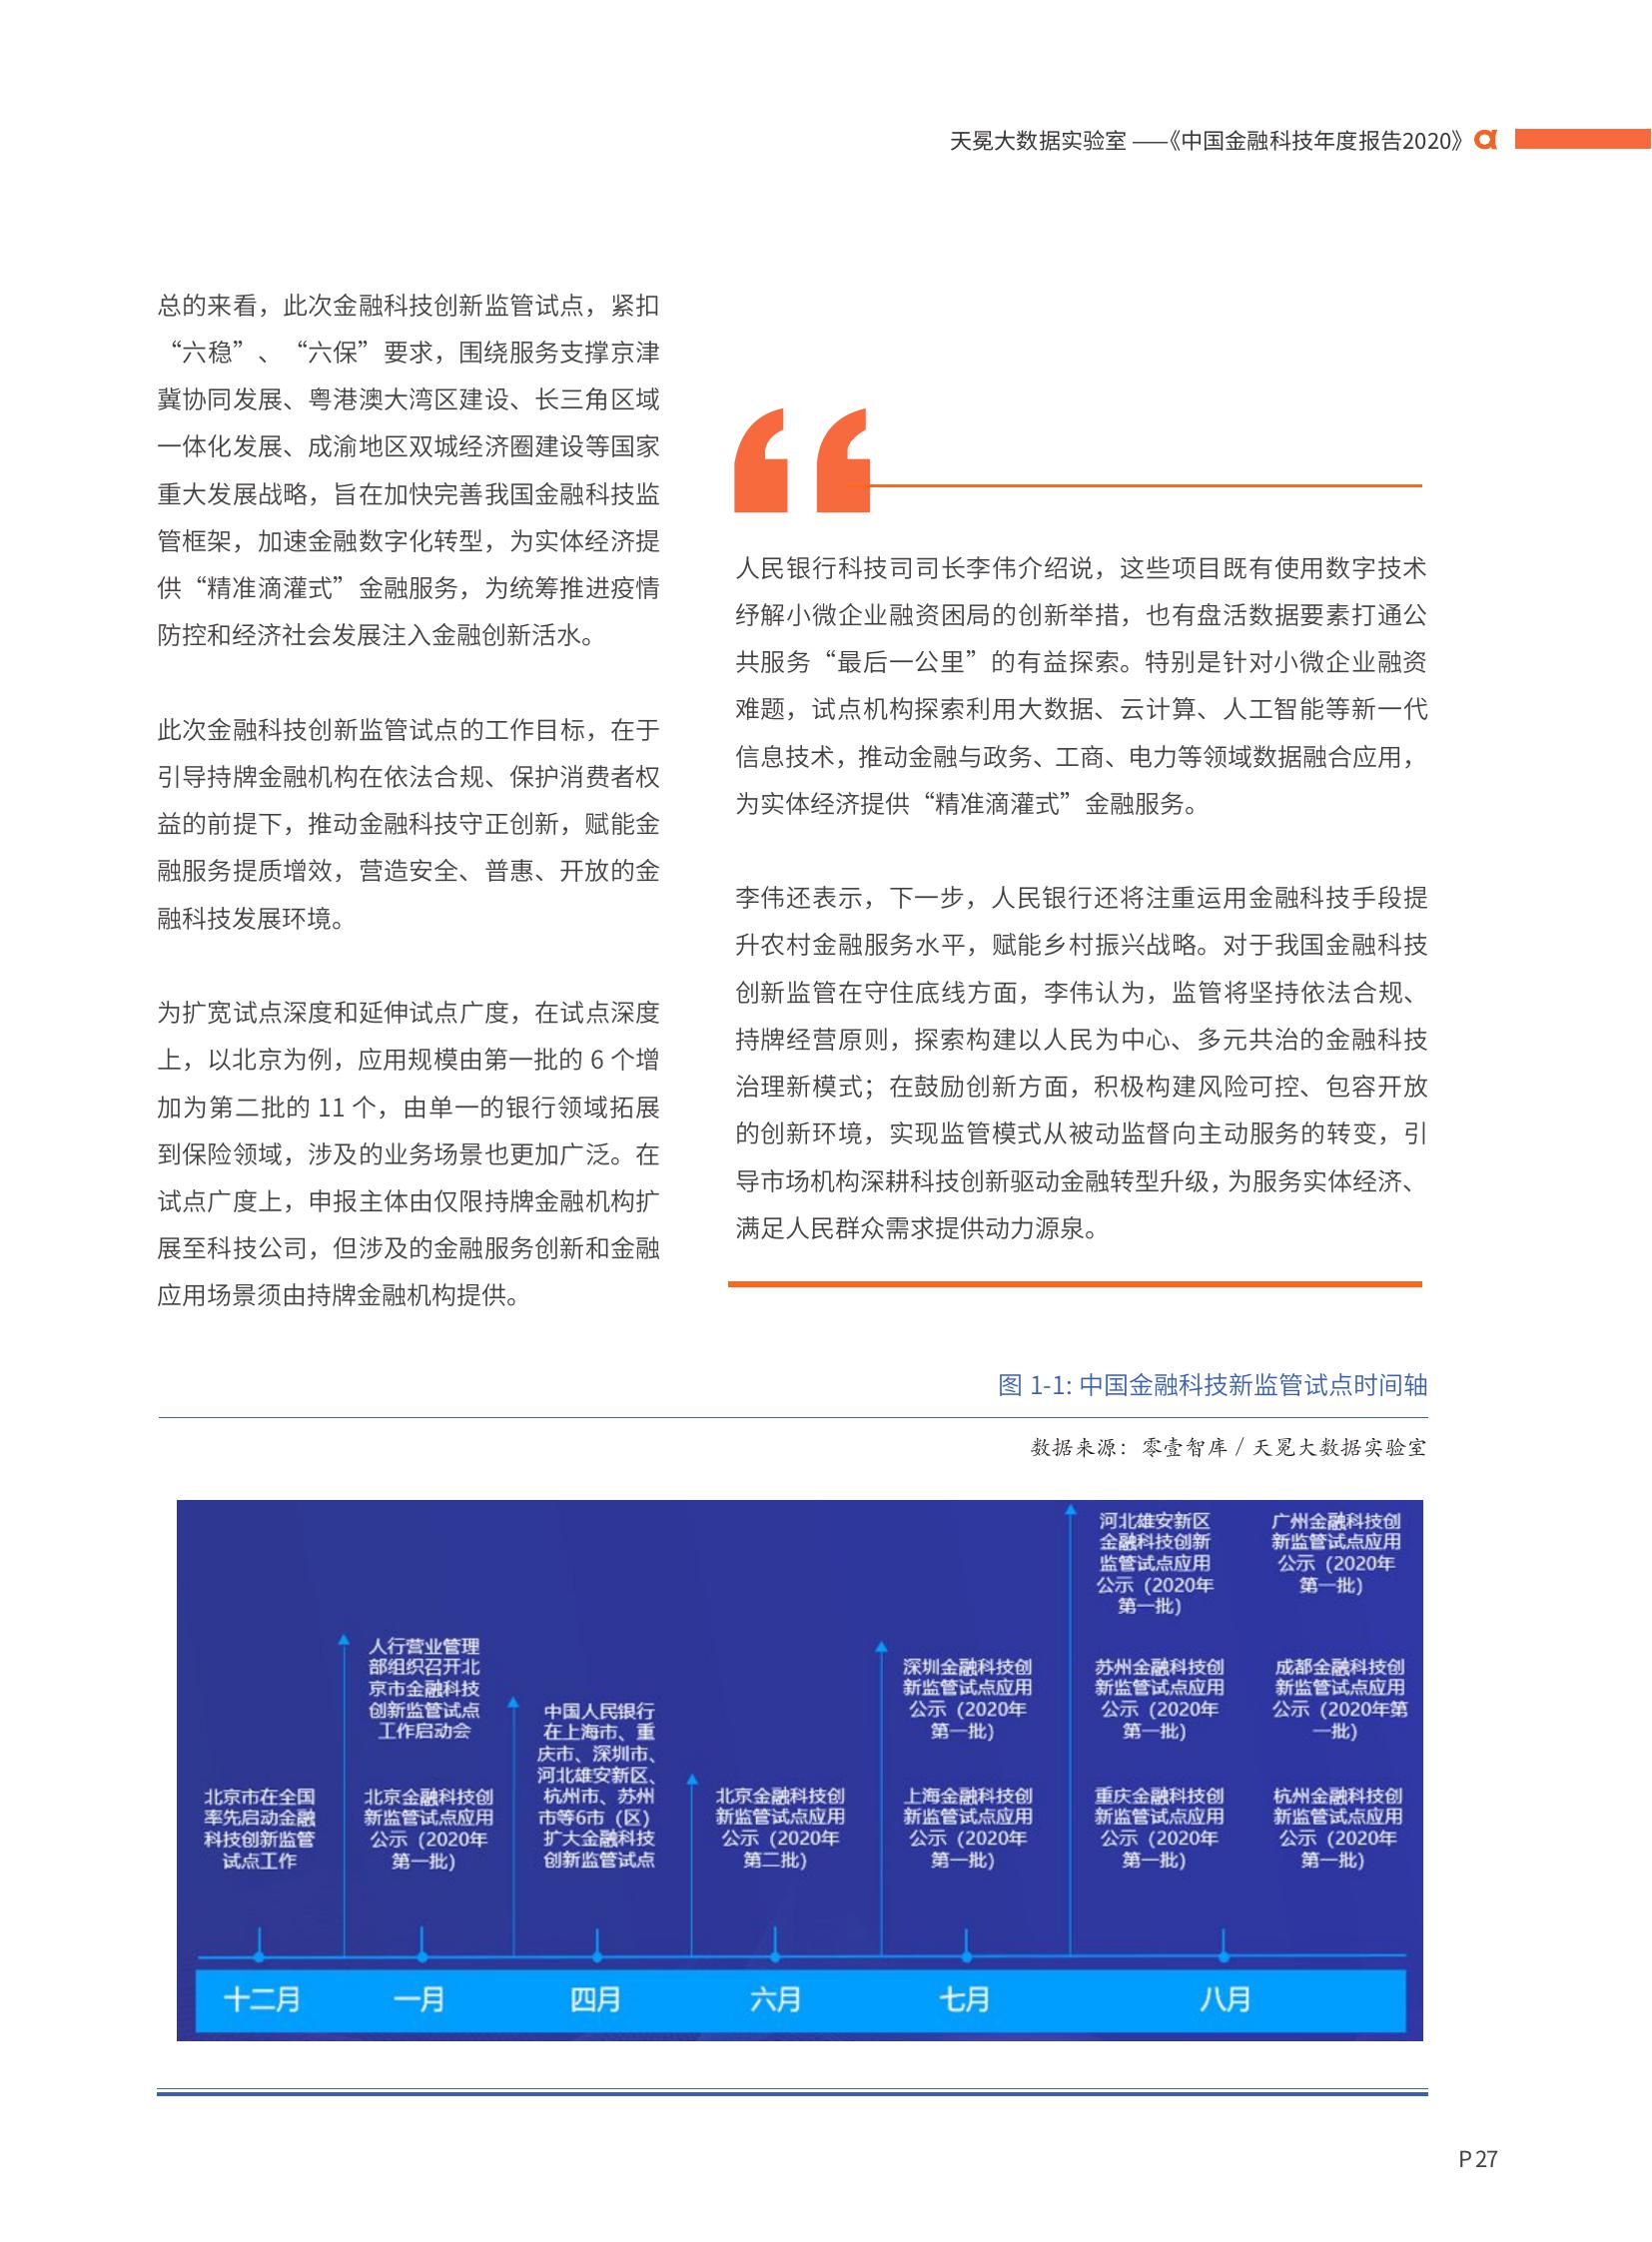 天冕大数据实验室 ——《中国金融科技年度报告2020》
总的来看，此次金融科技创新监管试点，紧扣
“六稳”、“六保”要求，围绕服务支撑京津
冀协同发展、粤港澳大湾区建设、长三角区域
一体化发展、成渝地区双城经济圈建设等国家
重大发展战略，旨在加快完善我国金融科技监
管框架，加速金融数字化转型，为实体经济提
供“精准滴灌式”金融服务，为统筹推进疫情
防控和经济社会发展注入金融创新活水。
此次金融科技创新监管试点的工作目标，在于
引导持牌金融机构在依法合规、保护消费者权
益的前提下，推动金融科技守正创新，赋能金
融服务提质增效，营造安全、普惠、开放的金
融科技发展环境。
为扩宽试点深度和延伸试点广度，在试点深度
上，以北京为例，应用规模由第一批的 6 个增
加为第二批的 11 个，由单一的银行领域拓展
到保险领域，涉及的业务场景也更加广泛。在
试点广度上，申报主体由仅限持牌金融机构扩
展至科技公司，但涉及的金融服务创新和金融
应用场景须由持牌金融机构提供。
人民银行科技司司长李伟介绍说，这些项目既有使用数字技术
纾解小微企业融资困局的创新举措，也有盘活数据要素打通公
共服务“最后一公里”的有益探索。特别是针对小微企业融资
难题，试点机构探索利用大数据、云计算、人工智能等新一代
信息技术，推动金融与政务、工商、电力等领域数据融合应用，
为实体经济提供“精准滴灌式”金融服务。
李伟还表示，下一步，人民银行还将注重运用金融科技手段提
升农村金融服务水平，赋能乡村振兴战略。对于我国金融科技
创新监管在守住底线方面，李伟认为，监管将坚持依法合规、
持牌经营原则，探索构建以人民为中心、多元共治的金融科技
治理新模式；在鼓励创新方面，积极构建风险可控、包容开放
的创新环境，实现监管模式从被动监督向主动服务的转变，引
导市场机构深耕科技创新驱动金融转型升级，为服务实体经济、
满足人民群众需求提供动力源泉。
图 1-1: 中国金融科技新监管试点时间轴
数据来源：零壹智库 / 天冕大数据实验室
北京市在全国
率先启动金融
科技创新监管
试点工作
人行营业管理
部组织召开北
京市金融科技
创新监管试点
工作启动会
北京金融科技创
新监管试点应用
公示（2020年
第一批）
中国人民银行
在上海市、重
庆市、深圳市、
河北雄安新区、
杭州市、苏州
市等6市（区）
扩大金融科技
创新监管试点
北京金融科技创
新监管试点应用
公示（2020年
第二批）
深圳金融科技创
新监管试点应用
公示（2020年
第一批）
上海金融科技创
新监管试点应用
公示（2020年
第一批）
河北雄安新区
金融科技创新
监管试点应用
公示（2020年
第一批）
广州金融科技创
新监管试点应用
公示（2020年
第一批）
苏州金融科技创
新监管试点应用
公示（2020年
第一批）
成都金融科技创
新监管试点应用
公示（2020年第
一批）
重庆金融科技创
新监管试点应用
公示（2020年
第一批）
杭州金融科技创
新监管试点应用
公示（2020年
第一批）
十二月
一月
四月
六月
七月
八月
P 27